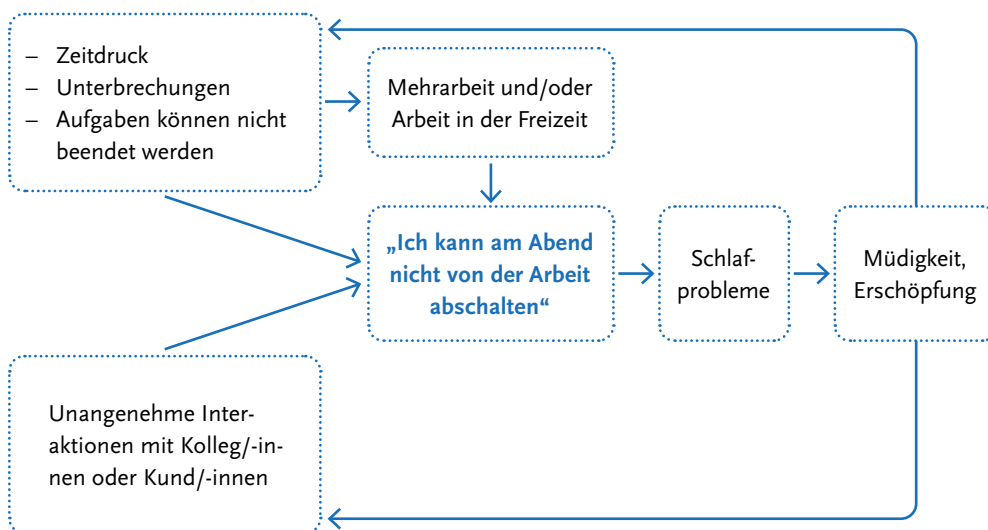 – Zeitdruck
– Unterbrechungen
– Aufgaben können nicht
beendet werden
Mehrarbeit und/oder
Arbeit in der Freizeit
„Ich kann am Abend
nicht von der Arbeit
abschalten“
Schlaf-
probleme
Müdigkeit,
Erschöpfung
Unangenehme Inter-
aktionen mit Kolleg/-in-
nen oder Kund/-innen